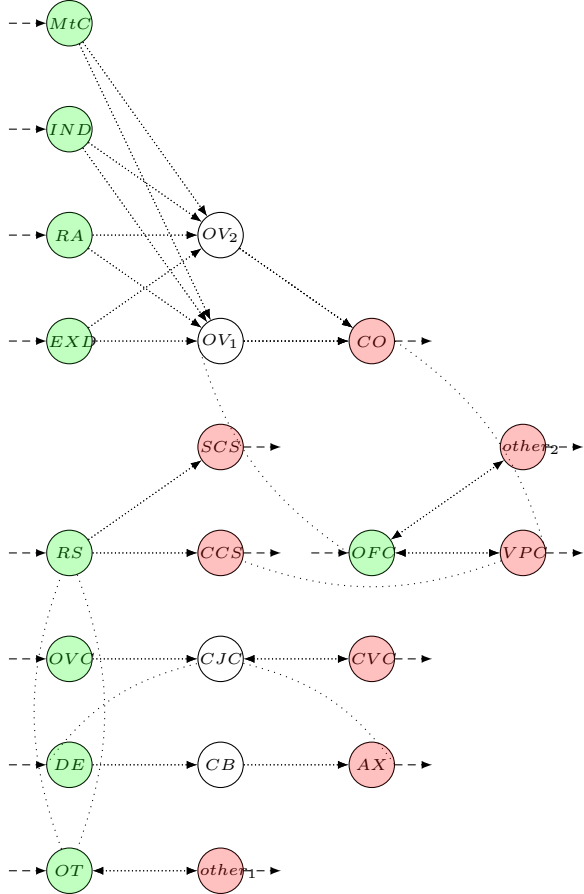 MtC
IND
RA
OV₂
EXD
OV₁
CO
SCS
other₂
RS
CCS
OFC
VPC
OVC
CJC
CVC
DE
CB
AX
OT
other₁